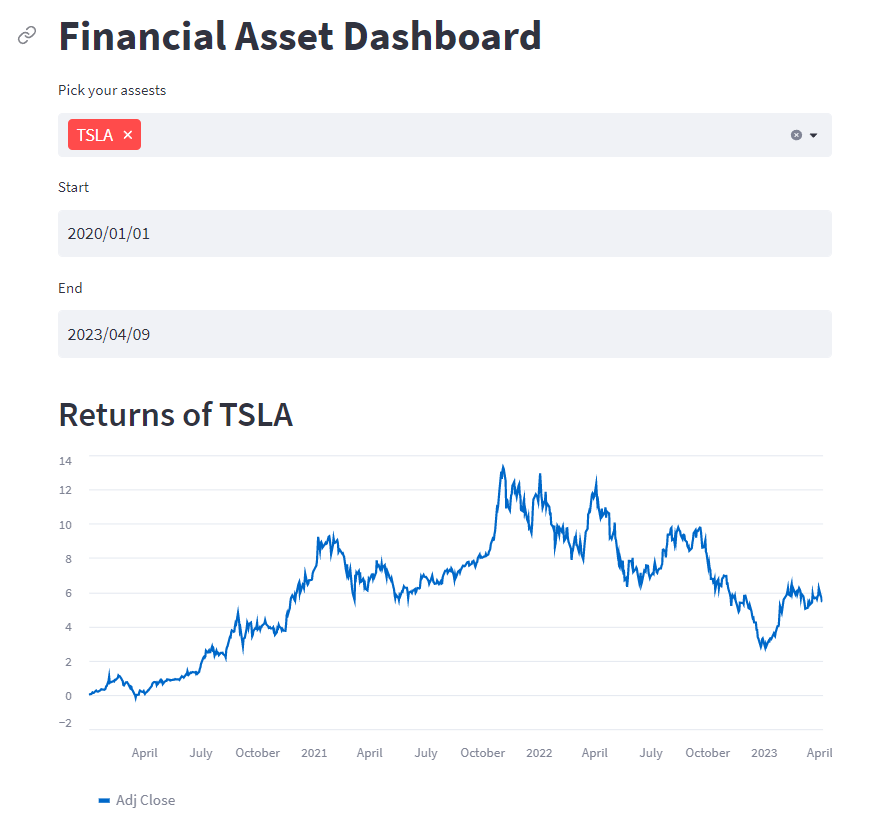 Financial Asset Dashboard
Pick your assests
TSLA ×
Start
2020/01/01
End
2023/04/09
Returns of TSLA
14
12
10
8
6
4
2
0
−2
April July October 2021 April July October 2022 April July October 2023 April
Adj Close